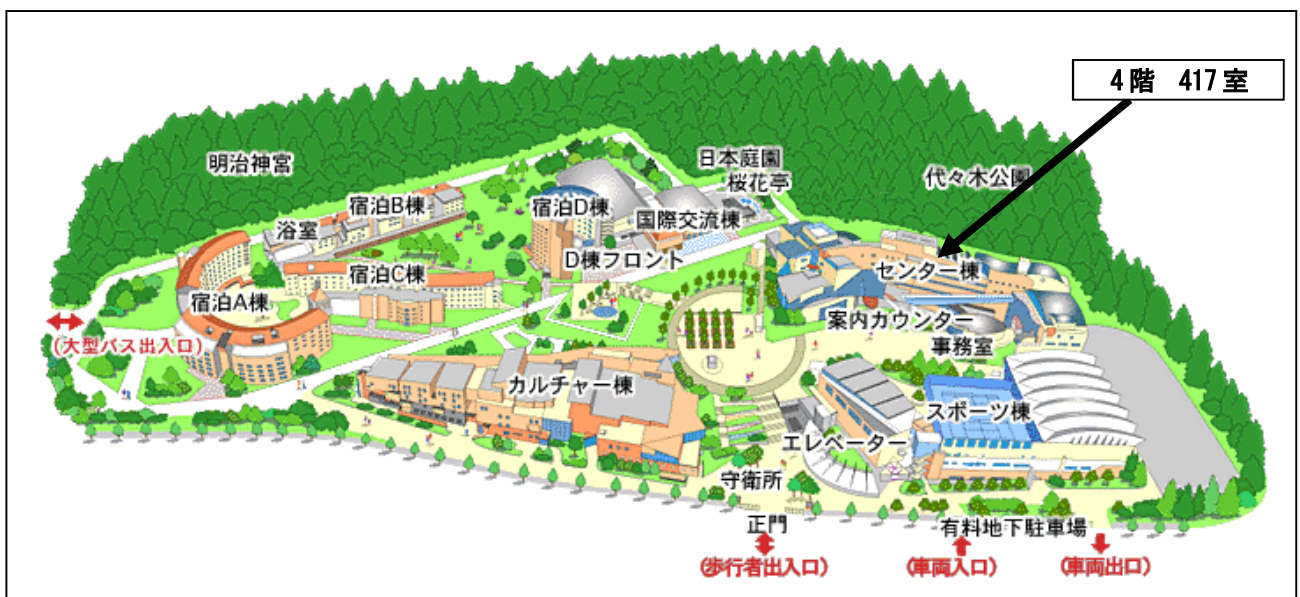 4階 417室
明治神宮
日本庭園
桜花亭
代々木公園
宿泊B棟
浴室
宿泊D棟
国際交流棟
D棟フロント
宿泊C棟
宿泊A棟
センター棟
案内カウンター
事務室
(大型バス出入口)
カルチャー棟
スポーツ棟
エレベーター
守衛所
正門
有料地下駐車場
(歩行者出入口)
(車両入口)
(車両出口)